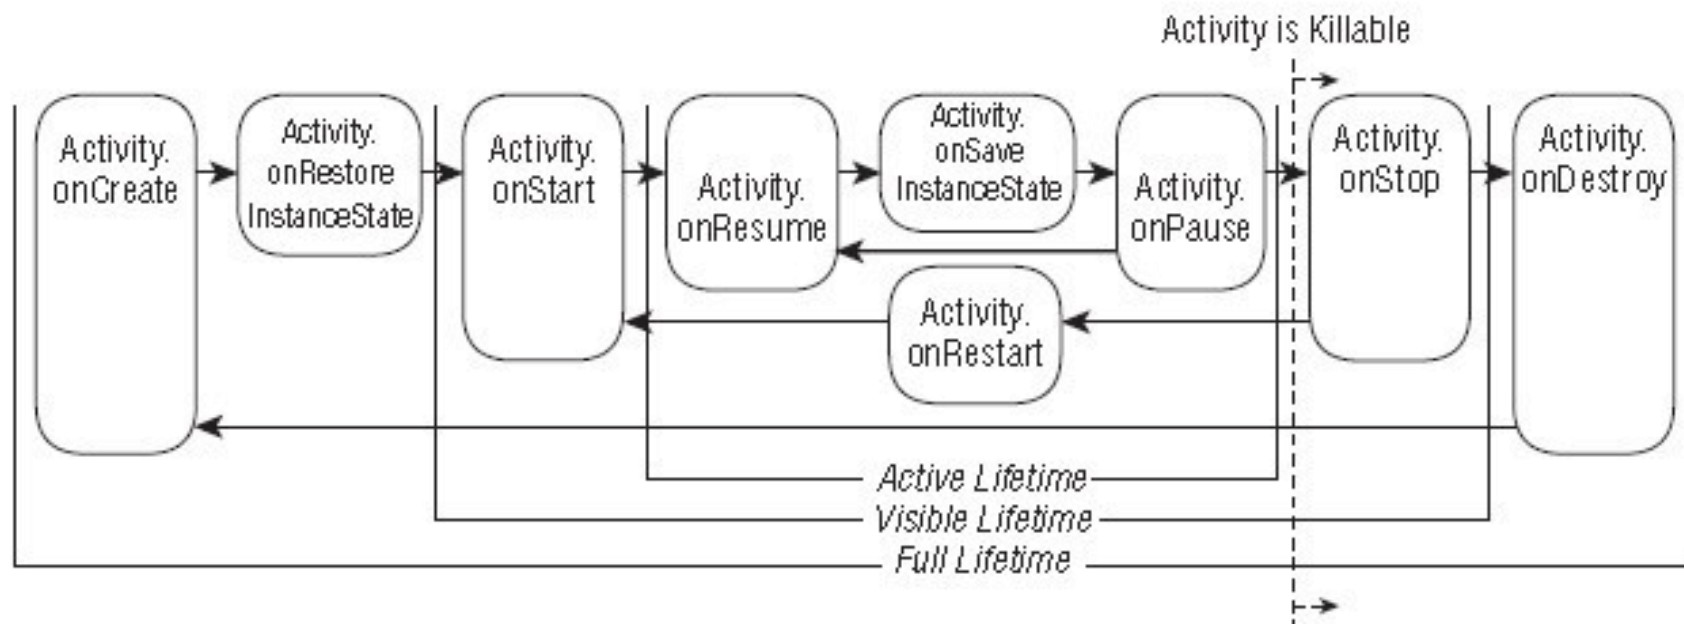 Activity is Killable
Activity.
onCreate
Activity.
onRestore
InstanceState
Activity.
onStart
Activity.
onResume
Activity.
onSave
InstanceState
Activity.
onPause
Activity.
onStop
Activity.
onDestroy
Activity.
onRestart
Active Lifetime
Visible Lifetime
Full Lifetime